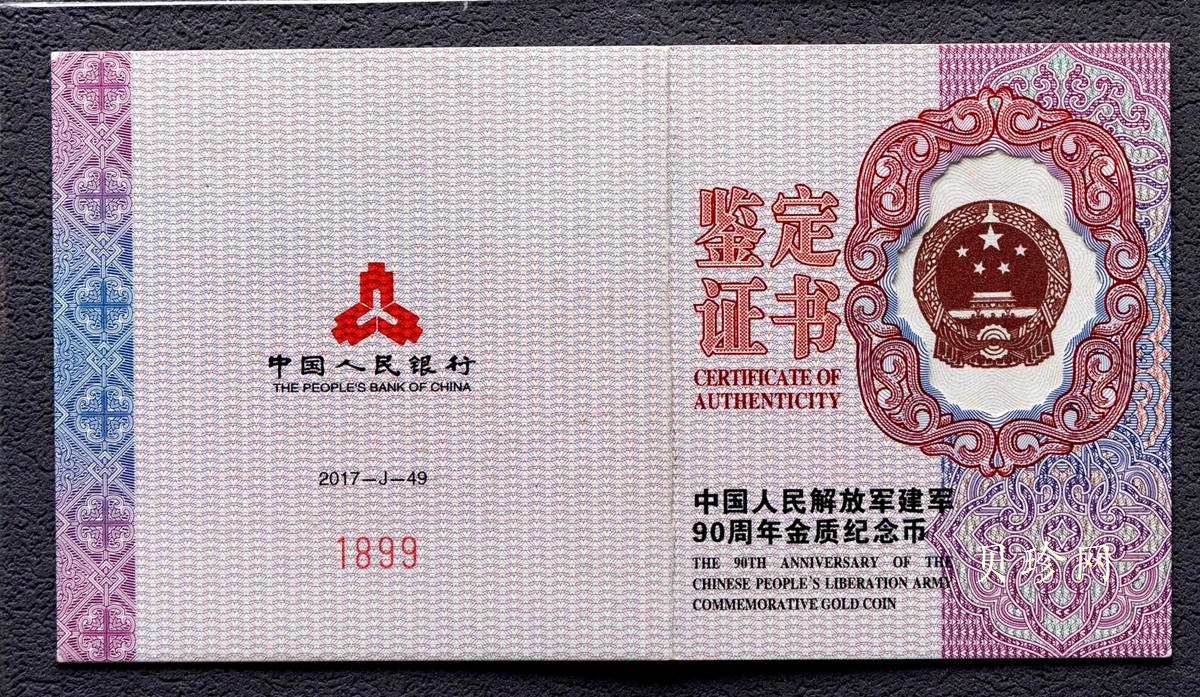 中国人民银行
THE PEOPLE'S BANK OF CHINA
2017-J-49
1899
鉴定
证书
CERTIFICATE OF
AUTHENTICITY
中国人民解放军建军
90周年金质纪念币
THE 90TH ANNIVERSARY OF THE
CHINESE PEOPLE'S LIBERATION ARMY
COMMEMORATIVE GOLD COIN
贝珍网